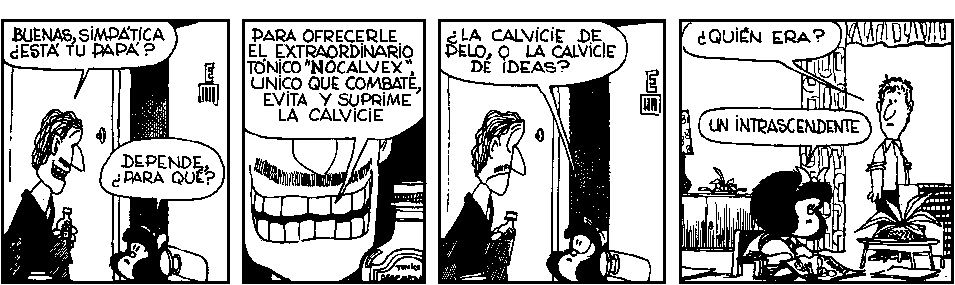 BUENAS, SIMPÁTICA
¿ESTÁ TU PAPÁ?
DEPENDE,
¿PARA QUÉ?
PARA OFRECERLE
EL EXTRAORDINARIO
TÓNICO "NOCALVEX",
UNICO QUE COMBATE,
EVITA Y SUPRIME
LA CALVICIE
¿LA CALVICIE DE
PELO, O LA CALVICIE
DE IDEAS?
¿QUIÉN ERA?
UN INTRASCENDENTE